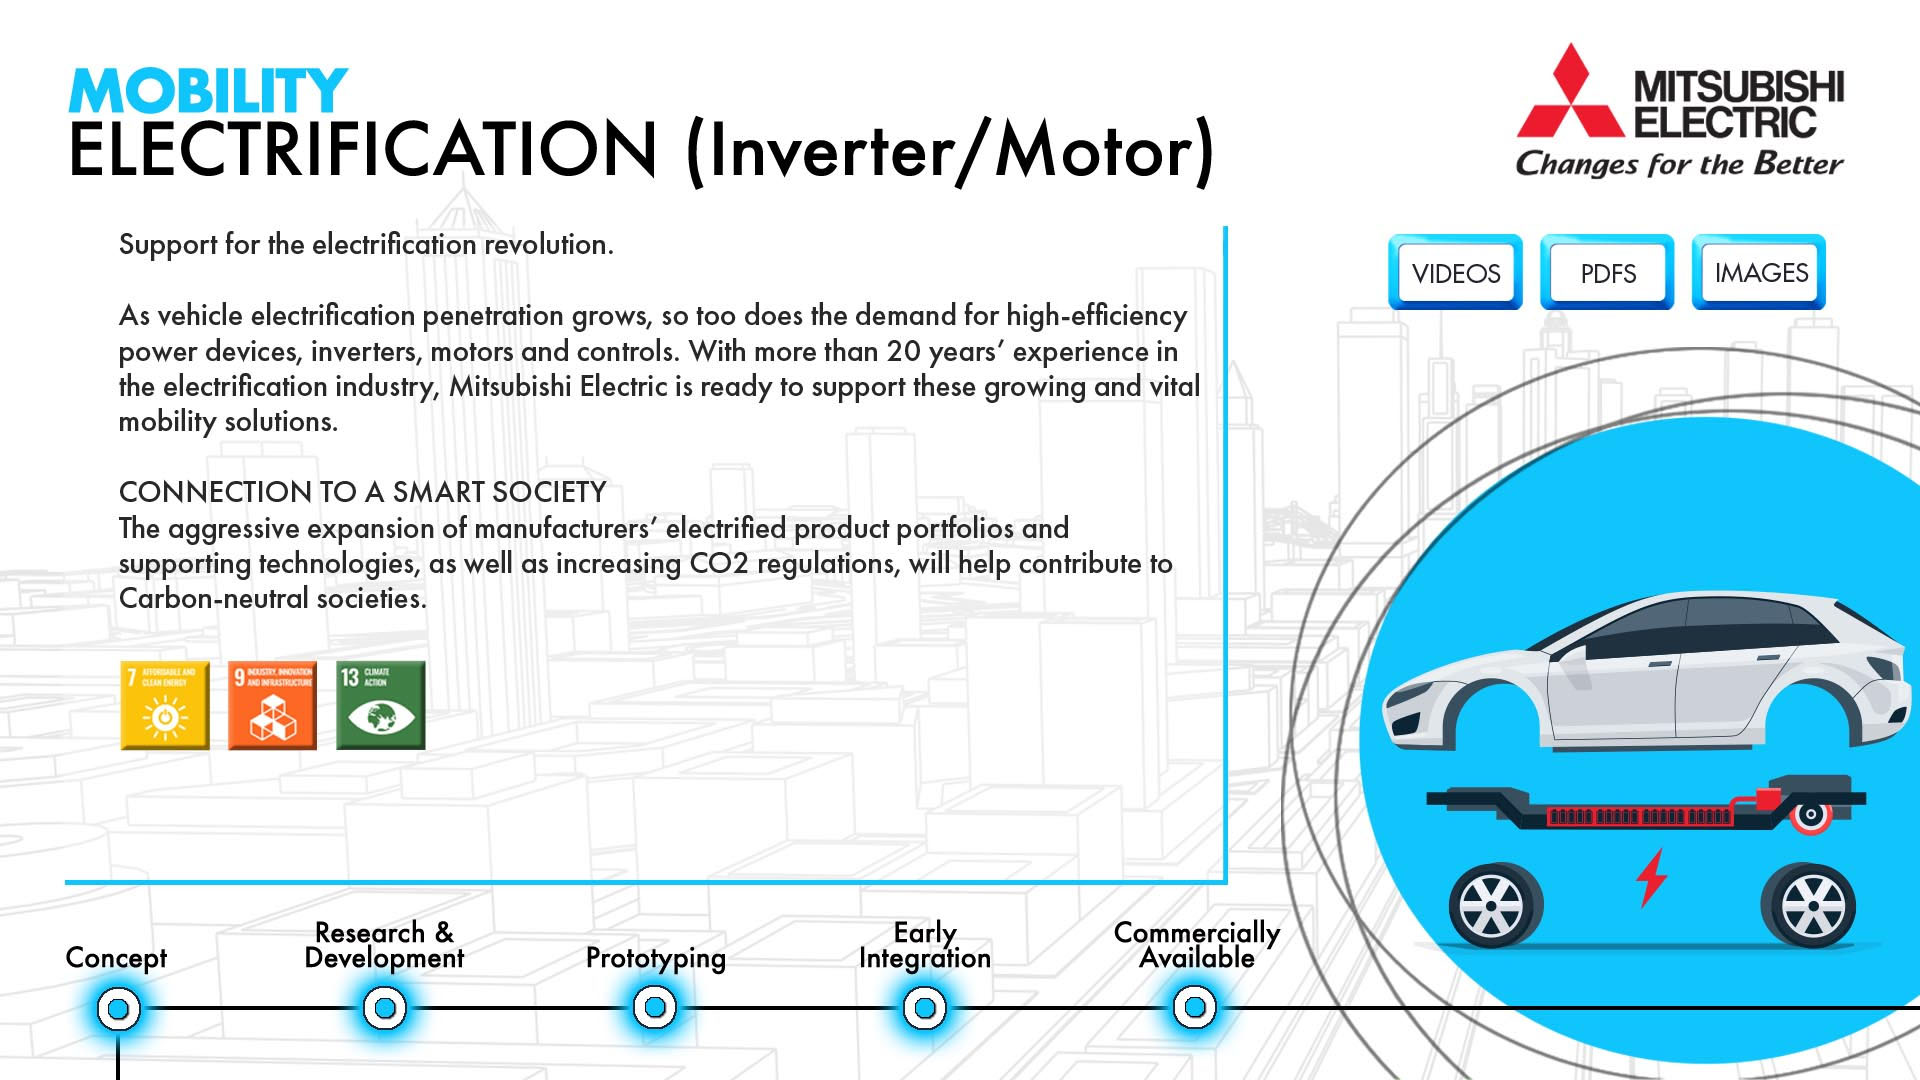 MOBILITY
ELECTRIFICATION (Inverter/Motor)
MITSUBISHI
ELECTRIC
Changes for the Better
Support for the electrification revolution.
As vehicle electrification penetration grows, so too does the demand for high-efficiency
power devices, inverters, motors and controls. With more than 20 years’ experience in
the electrification industry, Mitsubishi Electric is ready to support these growing and vital
mobility solutions.
CONNECTION TO A SMART SOCIETY
The aggressive expansion of manufacturers’ electrified product portfolios and
supporting technologies, as well as increasing CO2 regulations, will help contribute to
Carbon-neutral societies.
VIDEOS
PDFS
IMAGES
7 AFFORDABLE AND
CLEAN ENERGY
9 INDUSTRY, INNOVATION
AND INFRASTRUCTURE
13 CLIMATE
ACTION
Concept
Research &
Development
Prototyping
Early
Integration
Commercially
Available